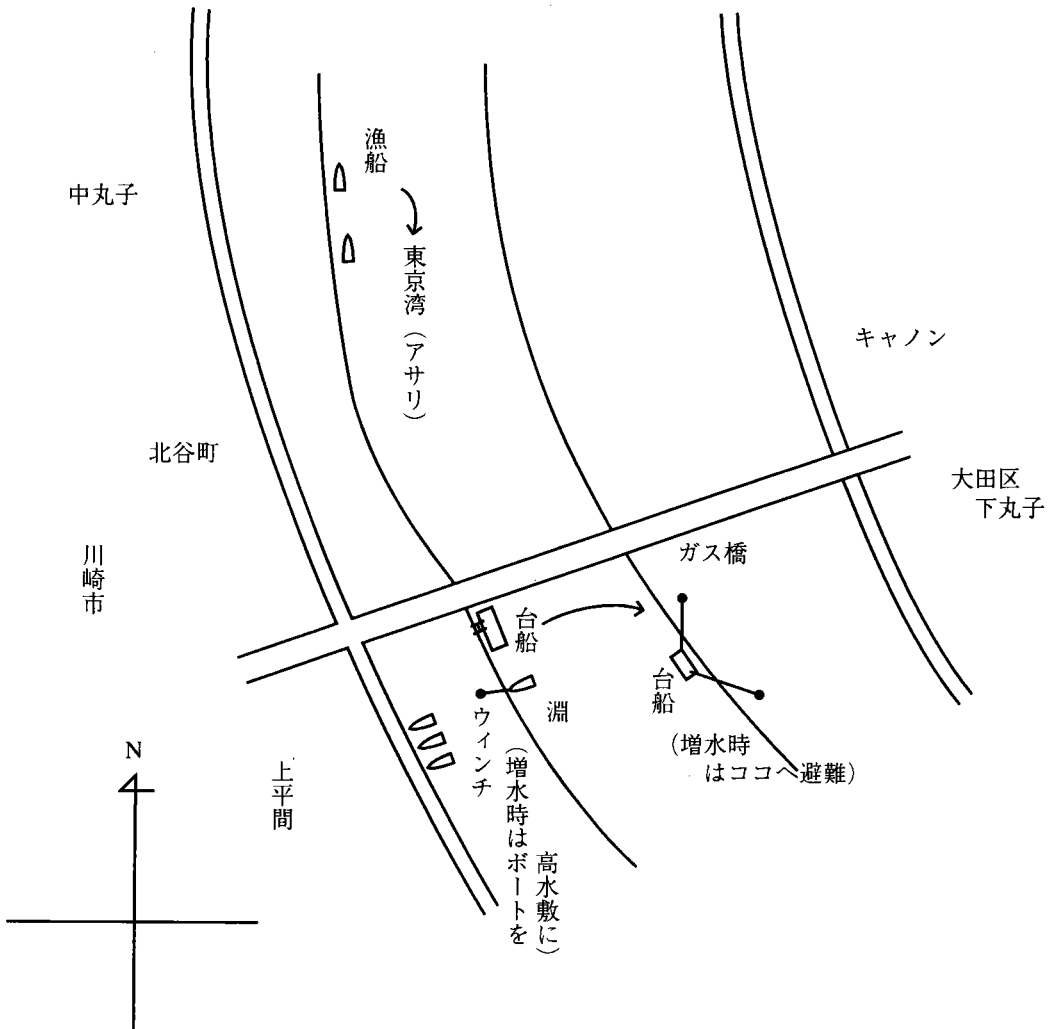 漁船
東京湾（アサリ）
中丸子
キャノン
北谷町
大田区
下丸子
川崎市
ガス橋
台船
台船
淵
ウィンチ
（増水時はボートを
高水敷に）
（増水時
はココへ避難）
上平間
N